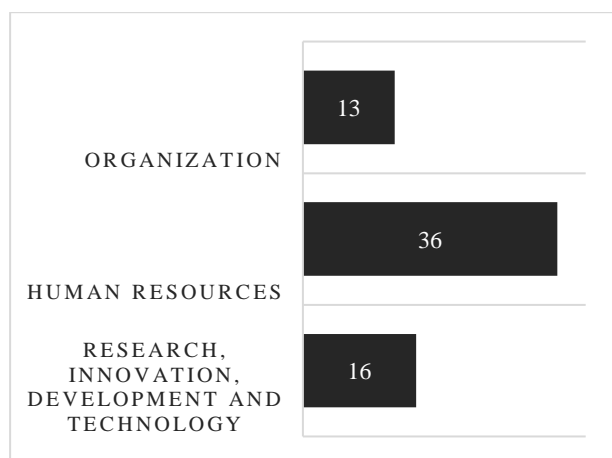 13
ORGANIZATION
36
HUMAN RESOURCES
RESEARCH,
INNOVATION,
DEVELOPMENT AND
TECHNOLOGY
16